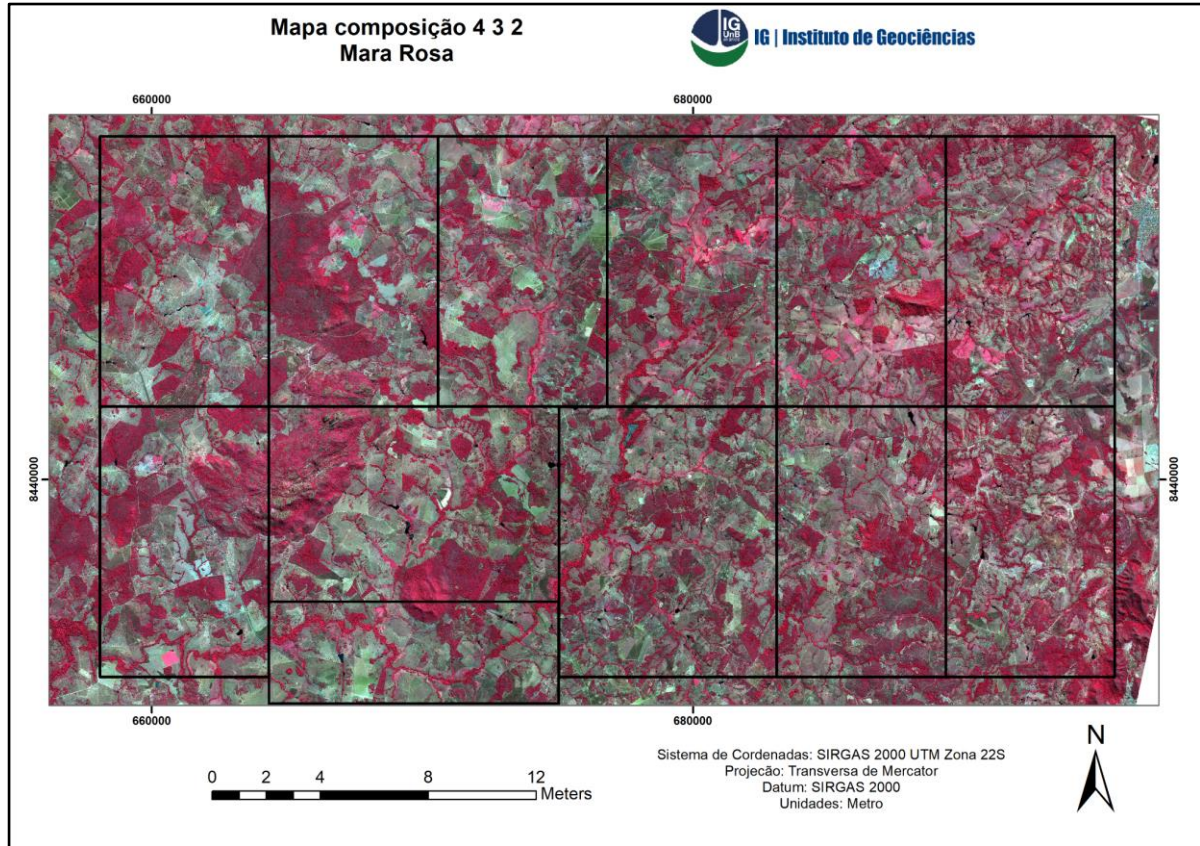 Mapa composição 4 3 2
Mara Rosa
IG
UnB
IG | Instituto de Geociências
660000
680000
8440000
8440000
660000
680000
0 2 4 8 12
Meters
Sistema de Cordenadas: SIRGAS 2000 UTM Zona 22S
Projecão: Transversa de Mercator
Datum: SIRGAS 2000
Unidades: Metro
N